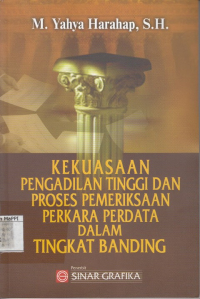 M. Yahya Harahap, S.H.
KEKUASAAN
PENGADILAN TINGGI DAN
PROSES PEMERIKSAAN
PERKARA PERDATA
DALAM
TINGKAT BANDING
Penerbit
SINAR GRAFIKA